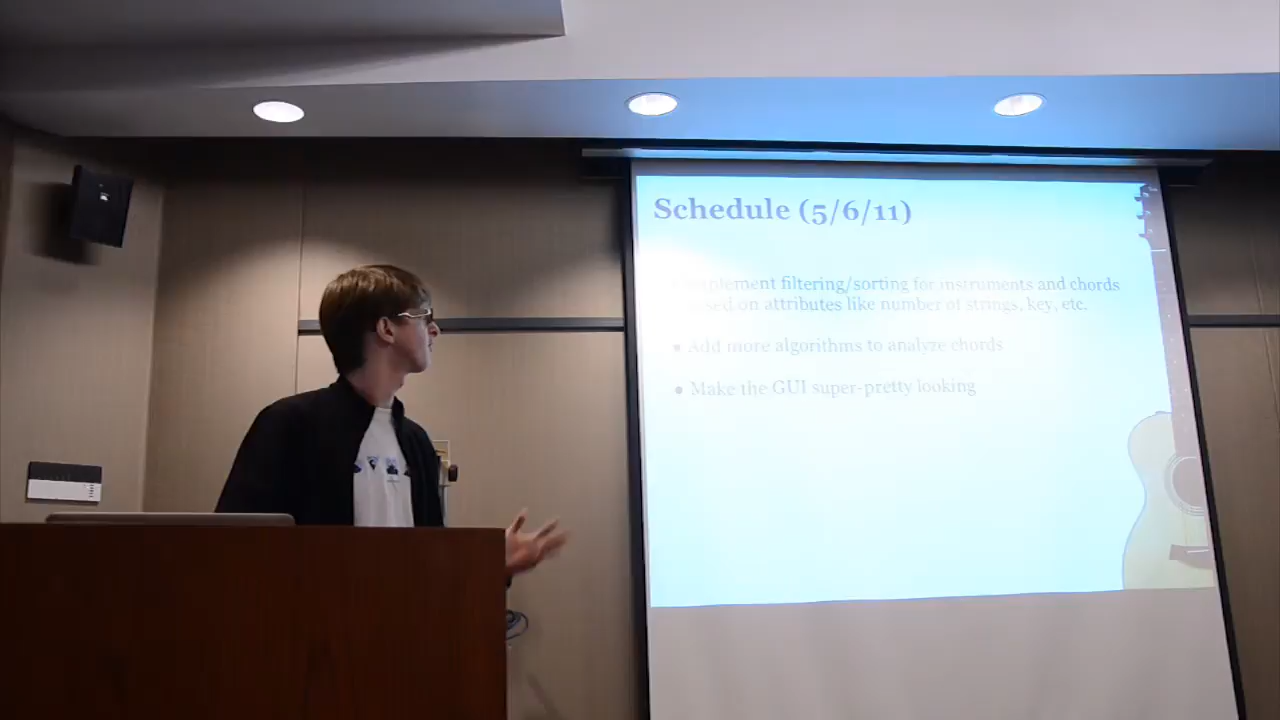 Schedule (5/6/11)
Implement filtering/sorting for instruments and chords
based on attributes like number of strings, key, etc.
Add more algorithms to analyze chords
Make the GUI super-pretty looking